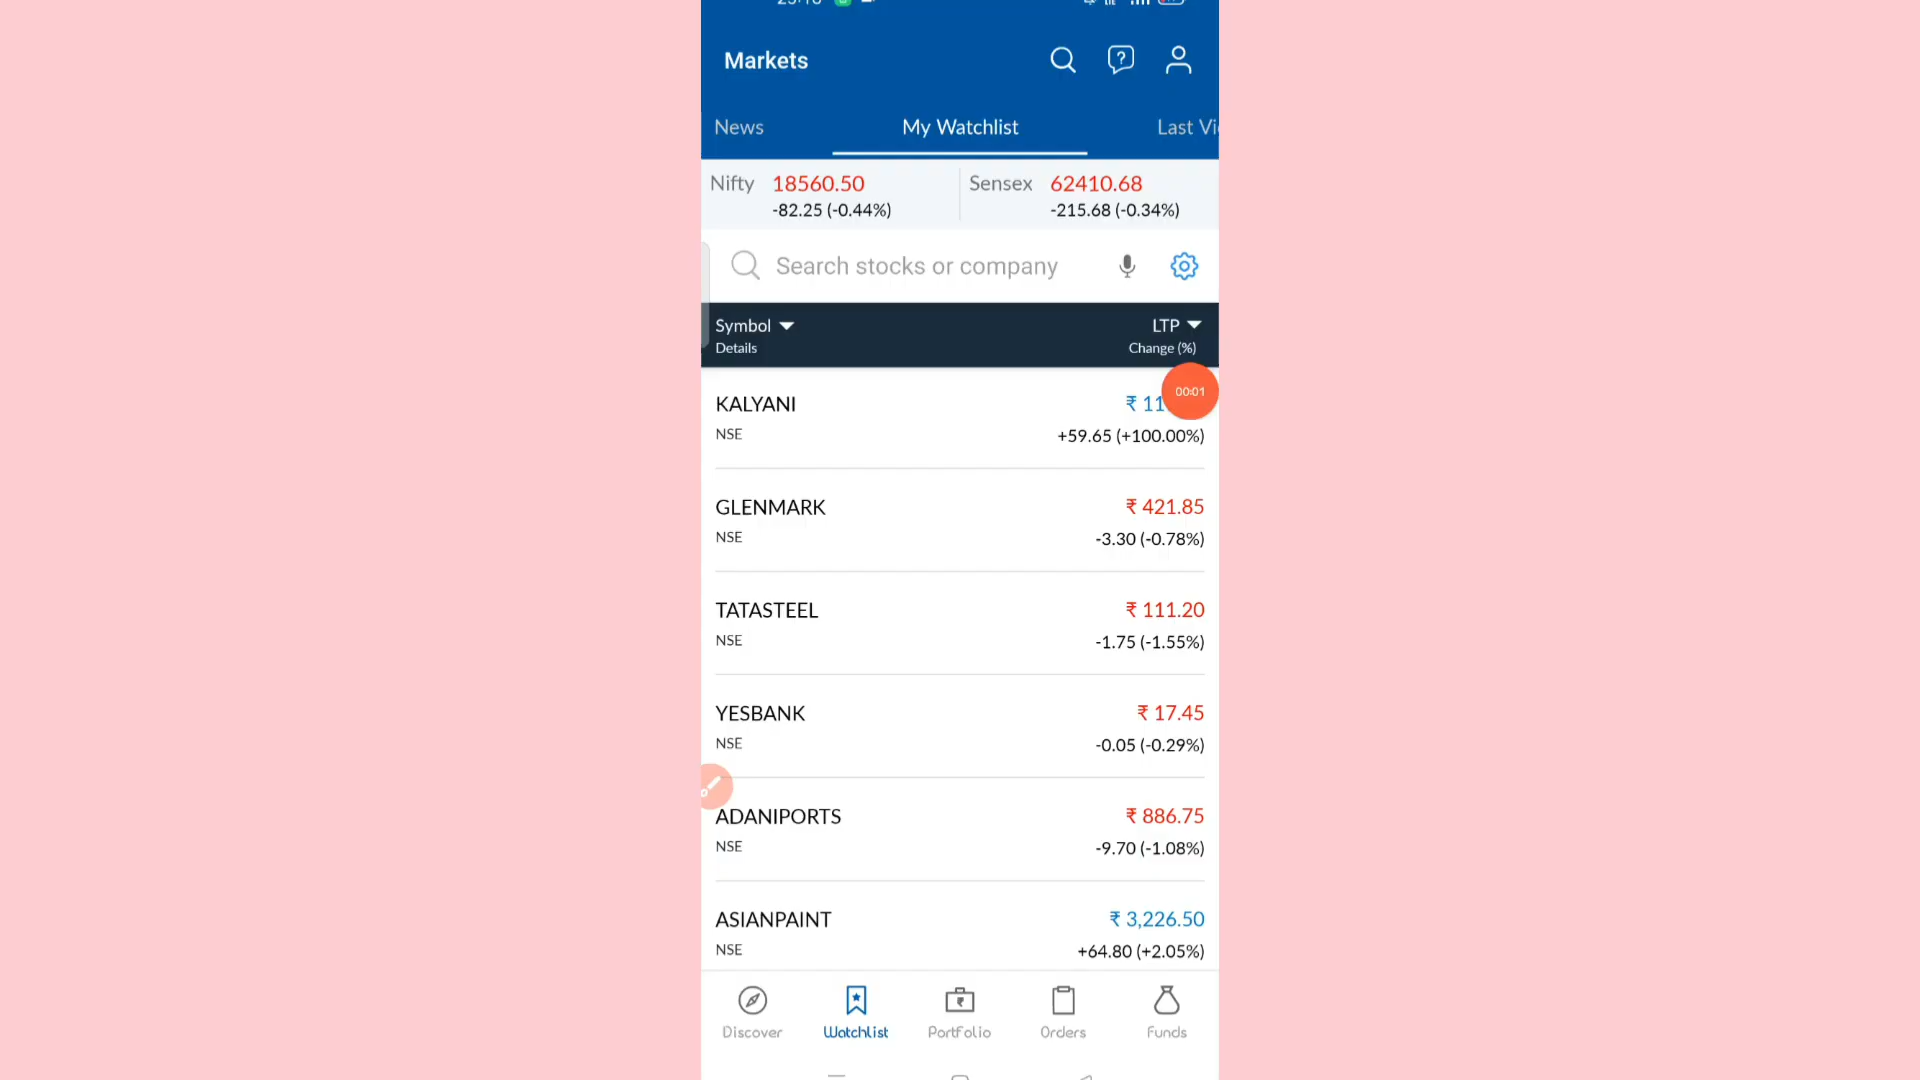 Markets
News My Watchlist Last Vi
Nifty 18560.50 Sensex 62410.68
-82.25 (-0.44%) -215.68 (-0.34%)
Search stocks or company
Symbol LTP
Details Change (%)
KALYANI ₹ 11
00:01
NSE +59.65 (+100.00%)
GLENMARK ₹ 421.85
NSE -3.30 (-0.78%)
TATASTEEL ₹ 111.20
NSE -1.75 (-1.55%)
YESBANK ₹ 17.45
NSE -0.05 (-0.29%)
ADANIPORTS ₹ 886.75
NSE -9.70 (-1.08%)
ASIANPAINT ₹ 3,226.50
NSE +64.80 (+2.05%)
Discover Watchlist Portfolio Orders Funds